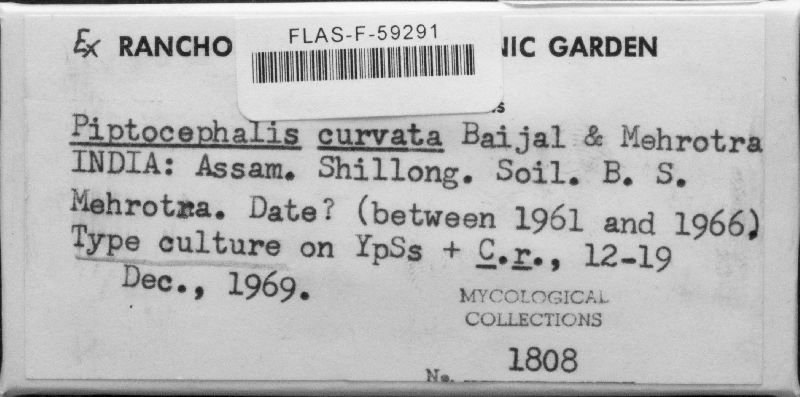 Ex RANCHO NIC GARDEN
FLAS-F-59291
Piptocephalis curvata Baijal & Mehrotra
INDIA: Assam. Shillong. Soil. B. S.
Mehrotra. Date? (between 1961 and 1966)
Type culture on YpSs + C.r., 12-19
Dec., 1969.
MYCOLOGICAL
COLLECTIONS
No. 1808